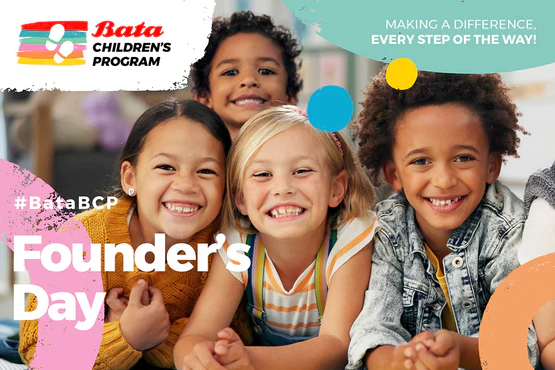 Bata
CHILDREN'S
PROGRAM
MAKING A DIFFERENCE,
EVERY STEP OF THE WAY!
#BataBCP
Founder's
Day